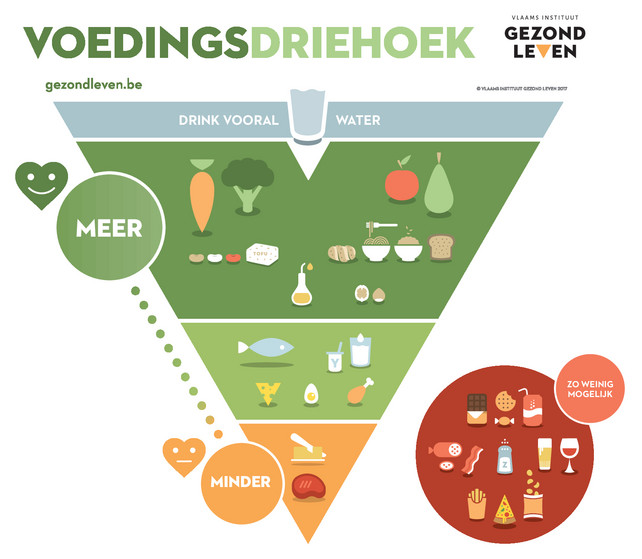 VOEDINGSDRIEHOEK
VLAAMS INSTITUUT
GEZOND
LEVEN
gezondleven.be
© VLAAMS INSTITUUT GEZOND LEVEN 2017
DRINK VOORAL WATER
MEER
TOFU
Y
ZO WEINIG
MOGELIJK
Z
MINDER